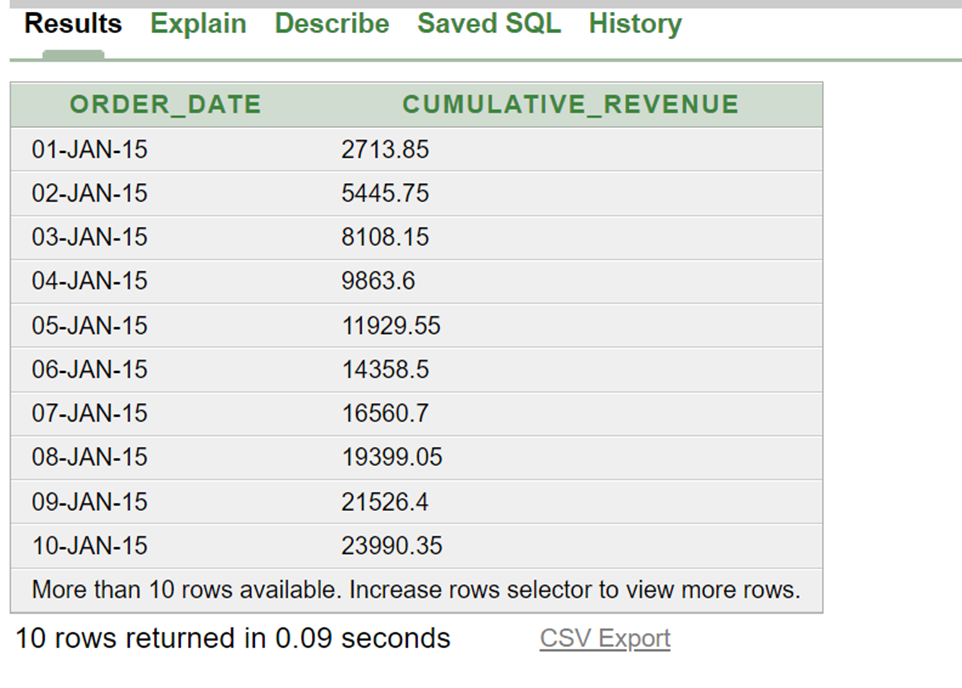 Results Explain Describe Saved SQL History
ORDER_DATE CUMULATIVE_REVENUE
01-JAN-15 2713.85
02-JAN-15 5445.75
03-JAN-15 8108.15
04-JAN-15 9863.6
05-JAN-15 11929.55
06-JAN-15 14358.5
07-JAN-15 16560.7
08-JAN-15 19399.05
09-JAN-15 21526.4
10-JAN-15 23990.35
More than 10 rows available. Increase rows selector to view more rows.
10 rows returned in 0.09 seconds CSV Export